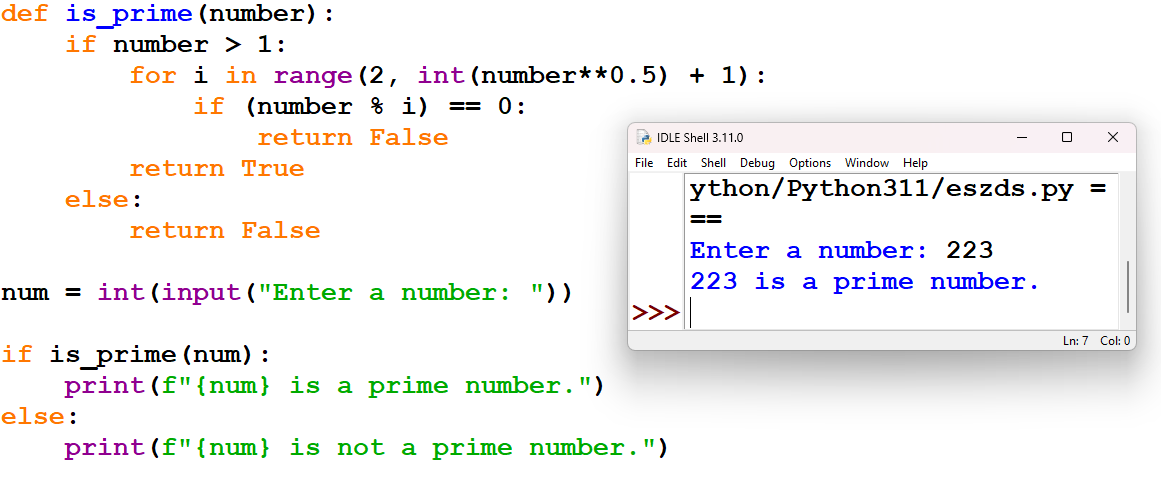 def is_prime(number):
    if number > 1:
        for i in range(2, int(number**0.5) + 1):
            if (number % i) == 0:
                return False
        return True
    else:
        return False
num = int(input("Enter a number: "))
if is_prime(num):
    print(f"{num} is a prime number.")
else:
    print(f"{num} is not a prime number.")
IDLE Shell 3.11.0
File Edit Shell Debug Options Window Help
ython/Python311/eszds.py =
==
Enter a number: 223
223 is a prime number.
>>>
Ln: 7 Col: 0